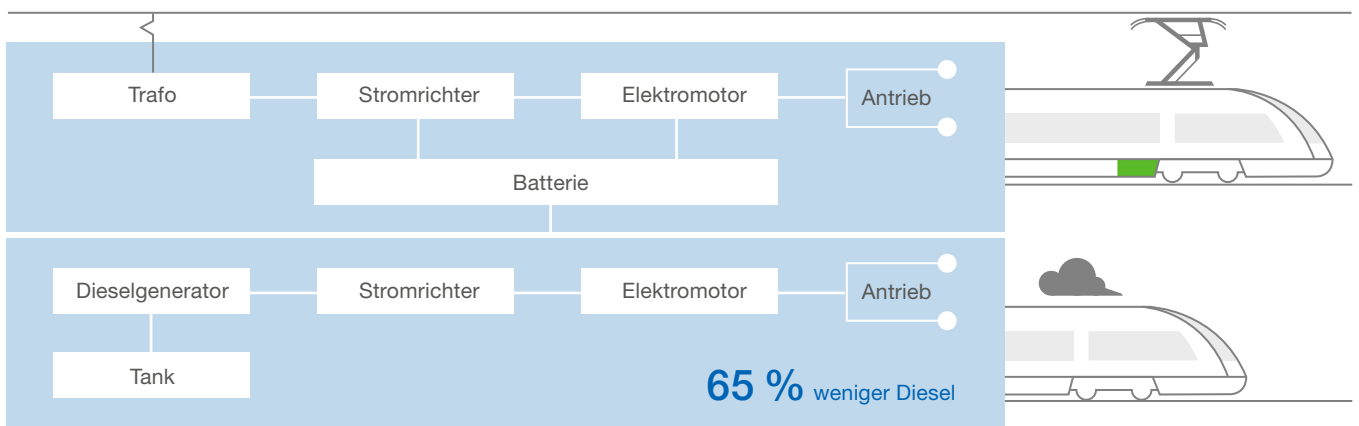 Trafo
Stromrichter
Elektromotor
Antrieb
Batterie
Dieselgenerator
Stromrichter
Elektromotor
Antrieb
Tank
65 % weniger Diesel